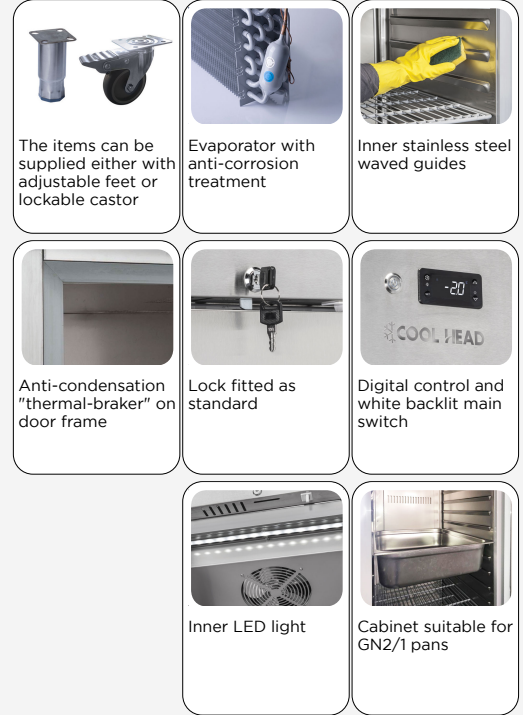 The items can be
supplied either with
adjustable feet or
lockable castor
Evaporator with
anti-corrosion
treatment
Inner stainless steel
waved guides
-20
COOL HEAD
Anti-condensation
"thermal-braker" on
door frame
Lock fitted as
standard
Digital control and
white backlit main
switch
Inner LED light
Cabinet suitable for
GN2/1 pans